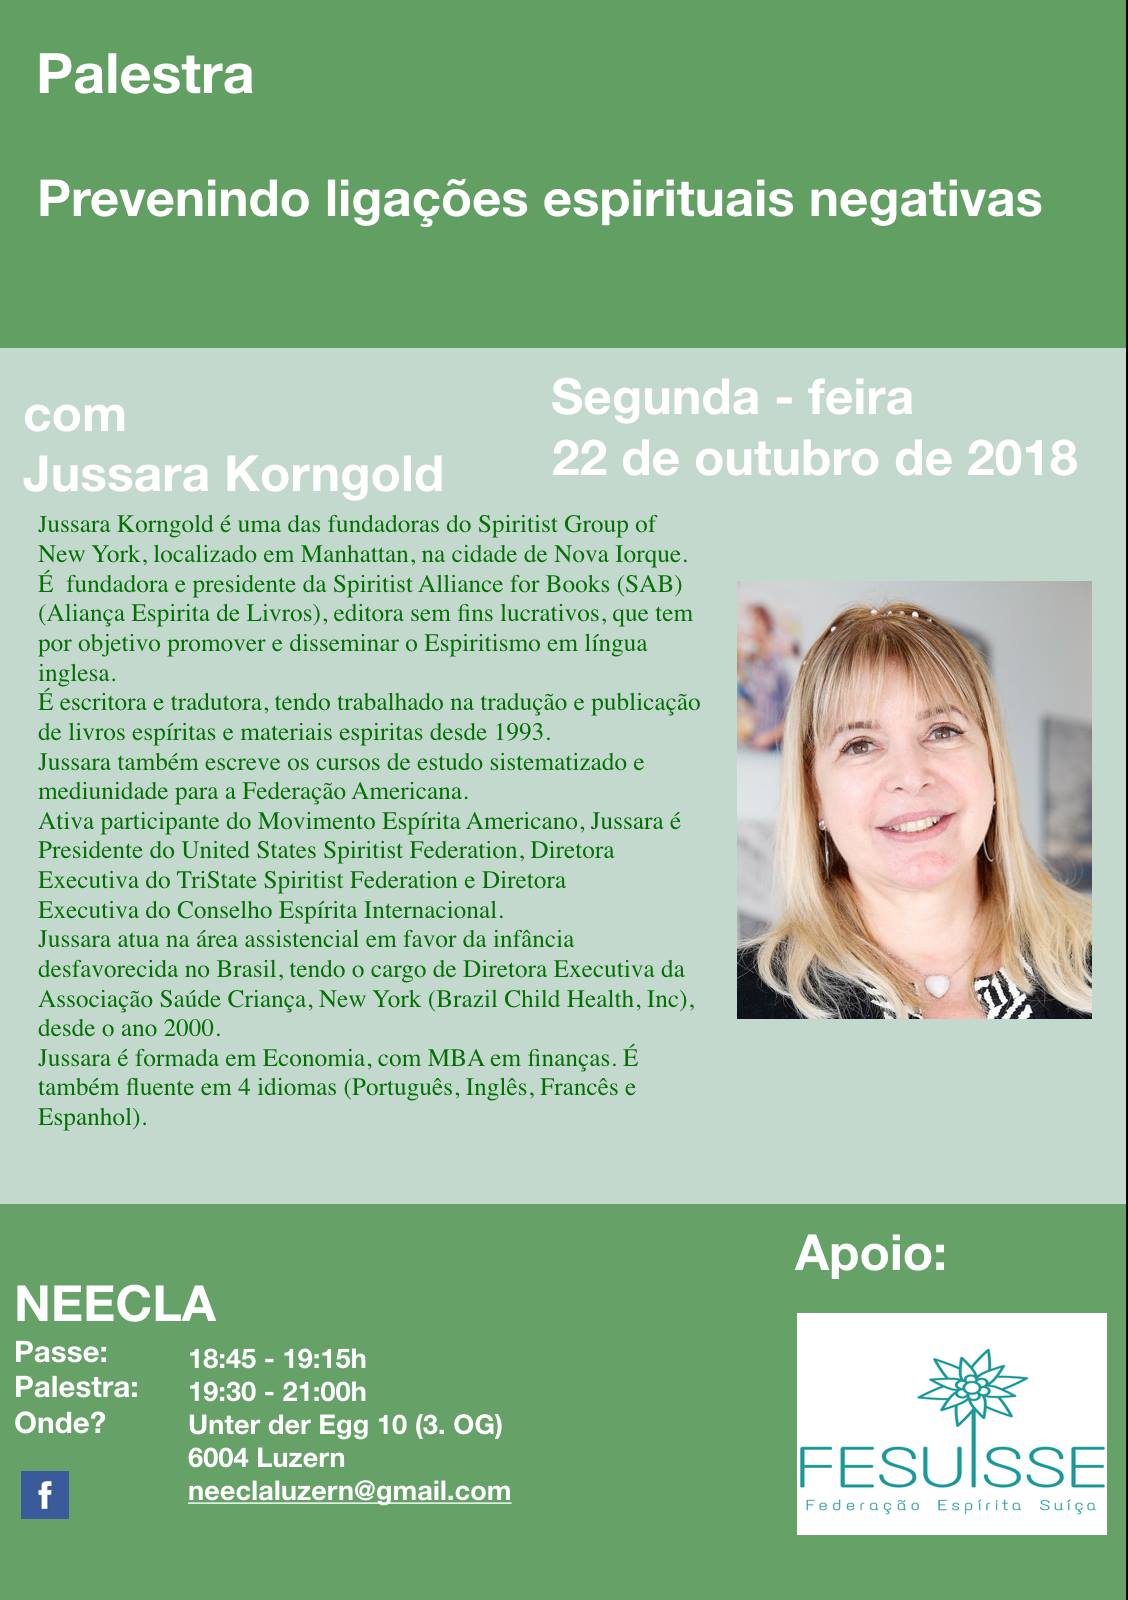 Palestra
Prevenindo ligações espirituais negativas
com
Jussara Korngold
Segunda - feira
22 de outubro de 2018
Jussara Korngold é uma das fundadoras do Spiritist Group of
New York, localizado em Manhattan, na cidade de Nova Iorque.
É  fundadora e presidente da Spiritist Alliance for Books (SAB)
(Aliança Espirita de Livros), editora sem fins lucrativos, que tem
por objetivo promover e disseminar o Espiritismo em língua
inglesa.
É escritora e tradutora, tendo trabalhado na tradução e publicação
de livros espíritas e materiais espiritas desde 1993.
Jussara também escreve os cursos de estudo sistematizado e
mediunidade para a Federação Americana.
Ativa participante do Movimento Espírita Americano, Jussara é
Presidente do United States Spiritist Federation, Diretora
Executiva do TriState Spiritist Federation e Diretora
Executiva do Conselho Espírita Internacional.
Jussara atua na área assistencial em favor da infância
desfavorecida no Brasil, tendo o cargo de Diretora Executiva da
Associação Saúde Criança, New York (Brazil Child Health, Inc),
desde o ano 2000.
Jussara é formada em Economia, com MBA em finanças. É
também fluente em 4 idiomas (Português, Inglês, Francês e
Espanhol).
NEECLA
Passe: 18:45 - 19:15h
Palestra: 19:30 - 21:00h
Onde? Unter der Egg 10 (3. OG)
6004 Luzern
neeclaluzern@gmail.com
f
Apoio:
FESUISSE
Federação Espírita Suíça